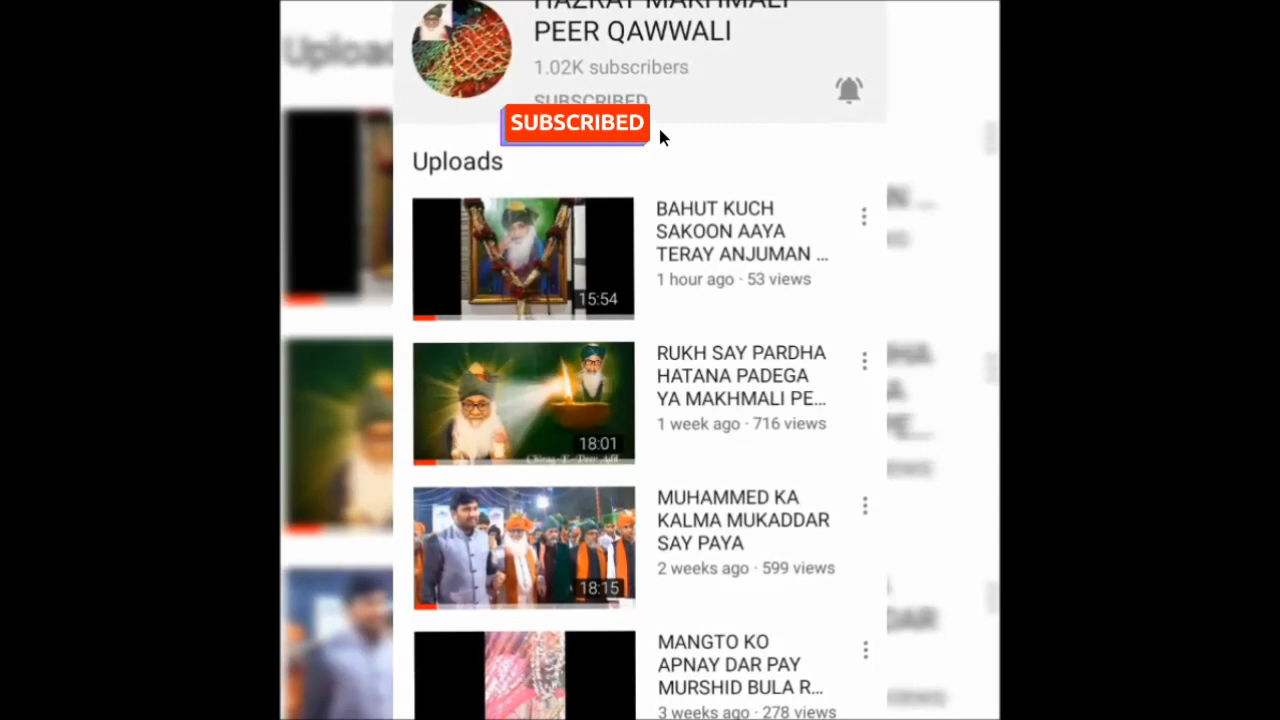 HAZRAT MAKHMALI
PEER QAWWALI
1.02K subscribers
SUBSCRIBED
SUBSCRIBED
Uploads
BAHUT KUCH
SAKOON AAYA
TERAY ANJUMAN ...
1 hour ago · 53 views
15:54
RUKH SAY PARDHA
HATANA PADEGA
YA MAKHMALI PE...
1 week ago · 716 views
18:01
MUHAMMED KA
KALMA MUKADDAR
SAY PAYA
2 weeks ago · 599 views
18:15
MANGTO KO
APNAY DAR PAY
MURSHID BULA R...
3 weeks ago · 278 views